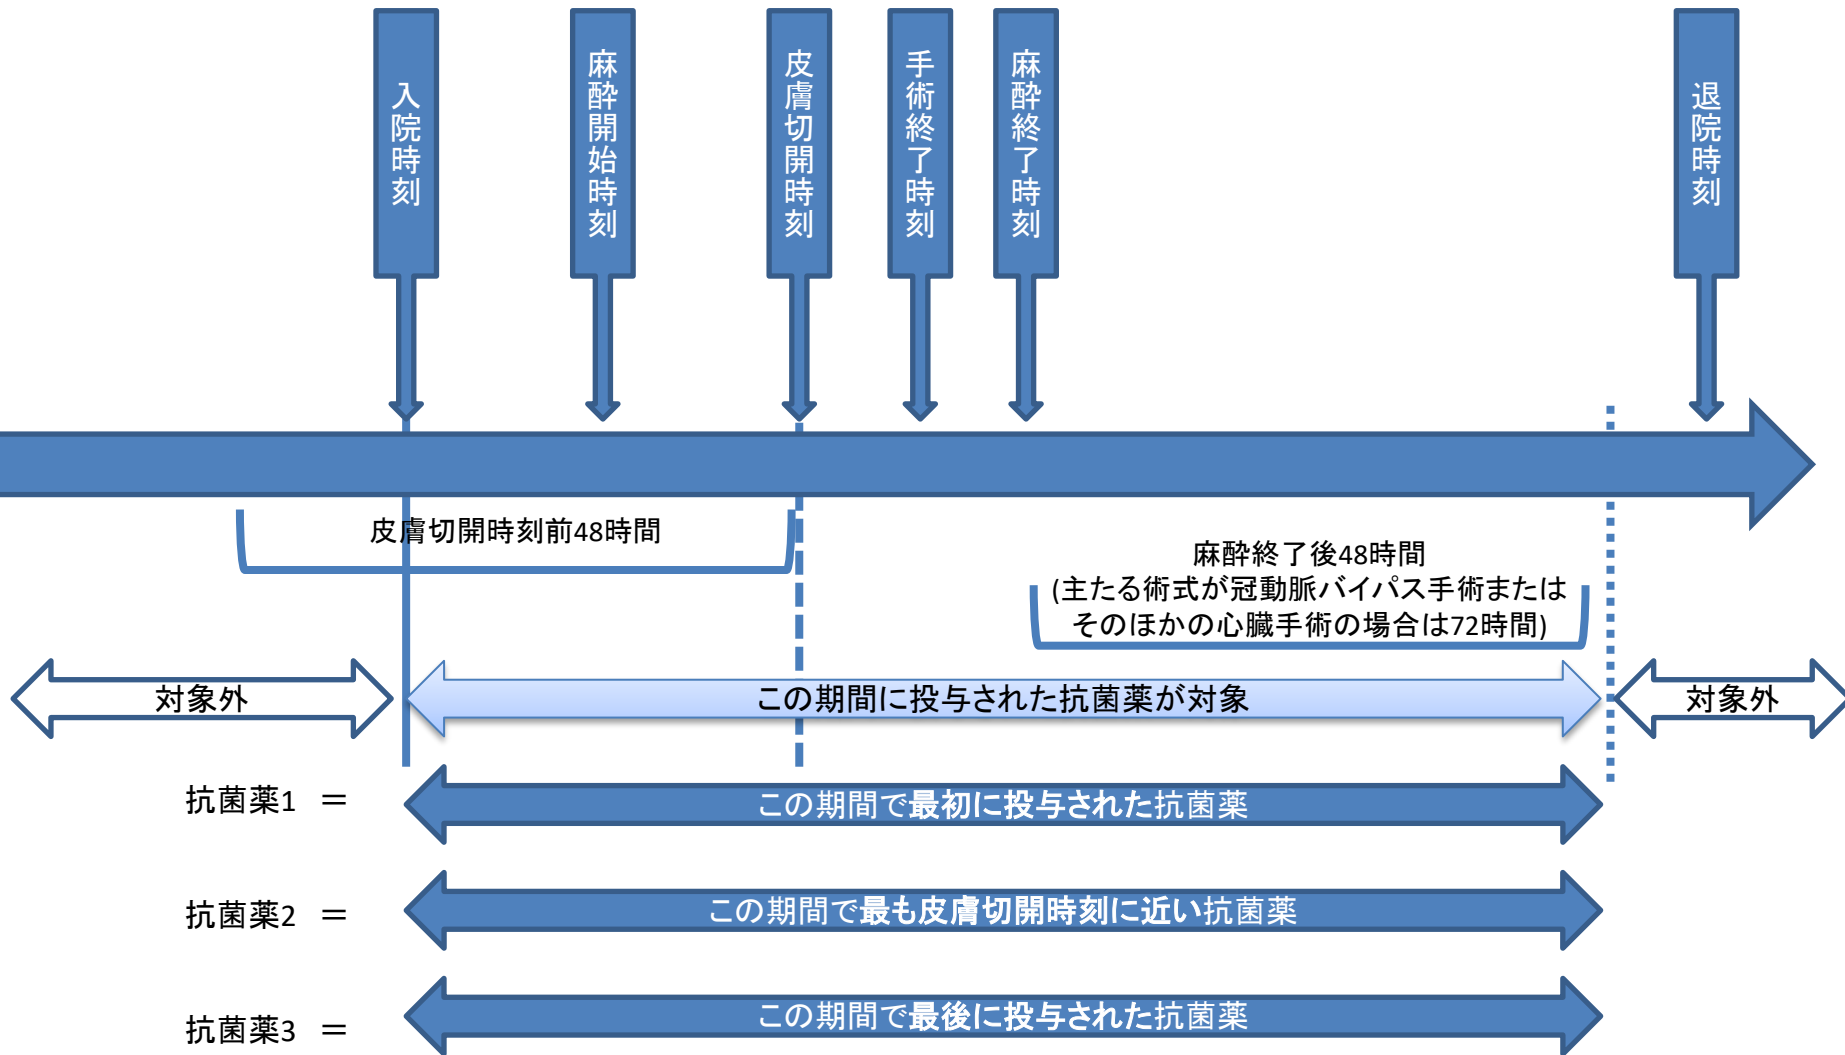 入院時刻
麻酔開始時刻
皮膚切開時刻
手術終了時刻
麻酔終了時刻
退院時刻
皮膚切開時刻前48時間
麻酔終了後48時間
(主たる術式が冠動脈バイパス手術または
そのほかの心臓手術の場合は72時間)
対象外
この期間に投与された抗菌薬が対象
対象外
抗菌薬1 ＝
この期間で最初に投与された抗菌薬
抗菌薬2 ＝
この期間で最も皮膚切開時刻に近い抗菌薬
抗菌薬3 ＝
この期間で最後に投与された抗菌薬